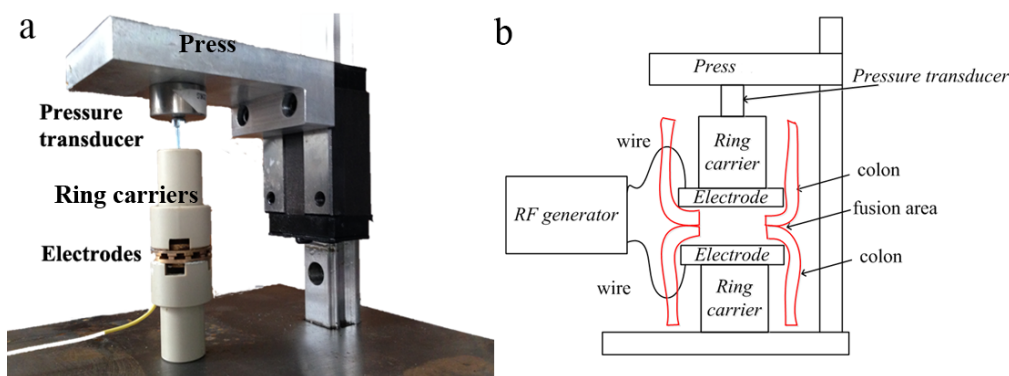 a
Press
Pressure
transducer
Ring carriers
Electrodes
b
Press
Pressure transducer
wire
Ring
carrier
colon
Electrode
RF generator
fusion area
Electrode
colon
wire
Ring
carrier